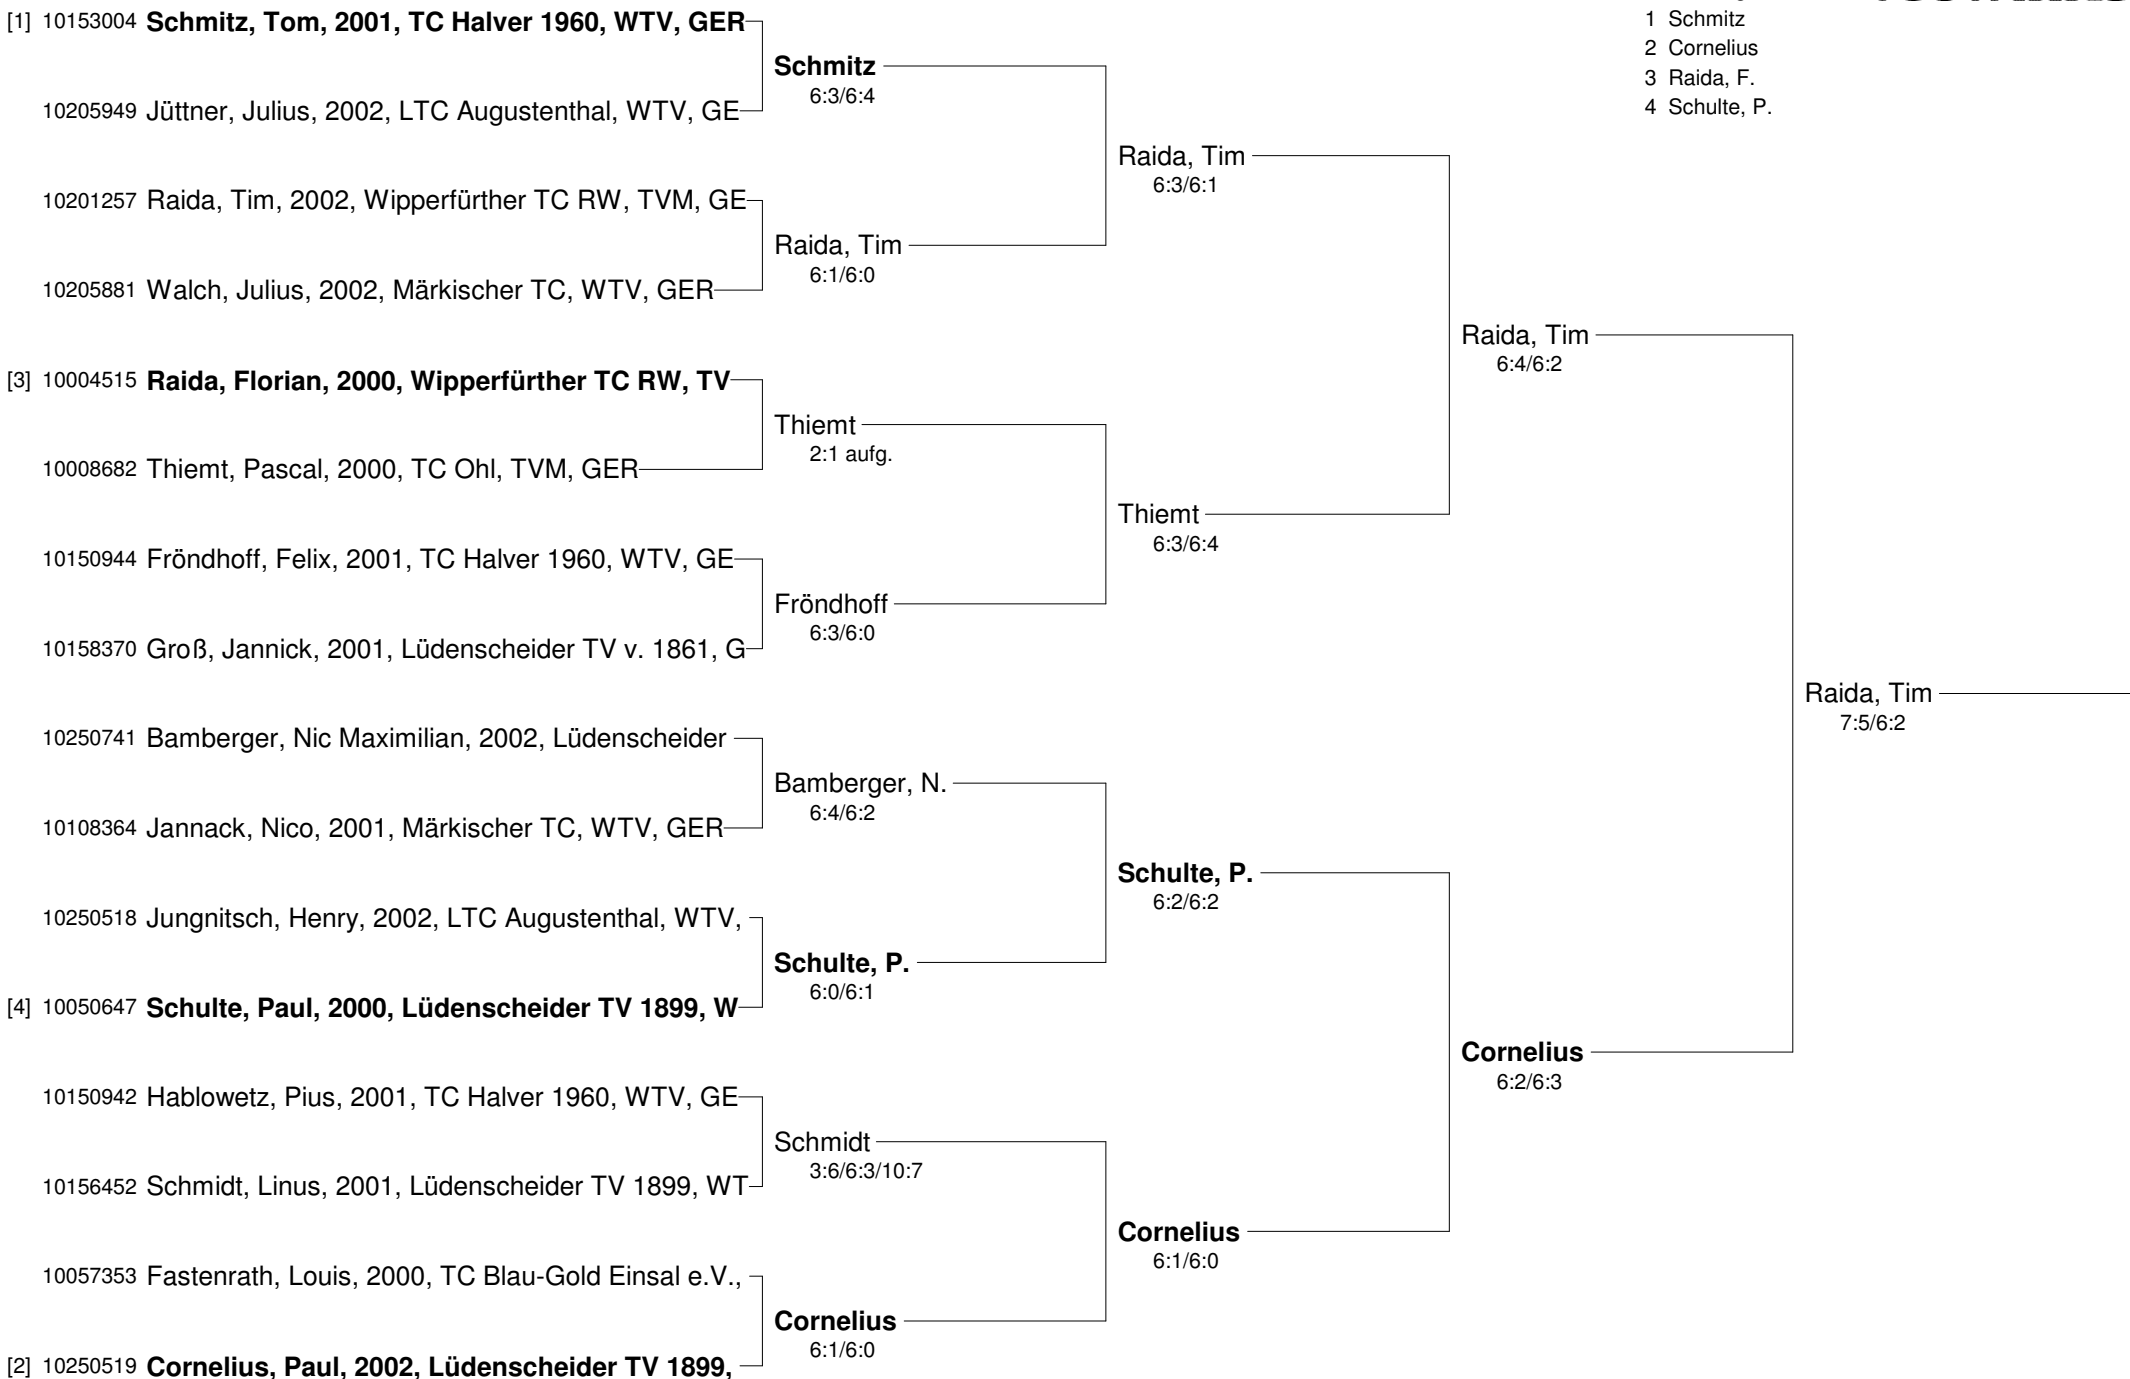 1 Schmitz
2 Cornelius
3 Raida, F.
4 Schulte, P.
[1] 10153004 Schmitz, Tom, 2001, TC Halver 1960, WTV, GER
Schmitz
6:3/6:4
10205949 Jüttner, Julius, 2002, LTC Augustenthal, WTV, GE
Raida, Tim
6:3/6:1
10201257 Raida, Tim, 2002, Wipperfürther TC RW, TVM, GE
Raida, Tim
6:1/6:0
10205881 Walch, Julius, 2002, Märkischer TC, WTV, GER
Raida, Tim
6:4/6:2
[3] 10004515 Raida, Florian, 2000, Wipperfürther TC RW, TV
Thiemt
2:1 aufg.
10008682 Thiemt, Pascal, 2000, TC Ohl, TVM, GER
Thiemt
6:3/6:4
10150944 Fröndhoff, Felix, 2001, TC Halver 1960, WTV, GE
Fröndhoff
6:3/6:0
10158370 Groß, Jannick, 2001, Lüdenscheider TV v. 1861, G
Raida, Tim
7:5/6:2
10250741 Bamberger, Nic Maximilian, 2002, Lüdenscheider
Bamberger, N.
6:4/6:2
10108364 Jannack, Nico, 2001, Märkischer TC, WTV, GER
Schulte, P.
6:2/6:2
10250518 Jungnitsch, Henry, 2002, LTC Augustenthal, WTV,
Schulte, P.
6:0/6:1
[4] 10050647 Schulte, Paul, 2000, Lüdenscheider TV 1899, W
Cornelius
6:2/6:3
10150942 Hablowetz, Pius, 2001, TC Halver 1960, WTV, GE
Schmidt
3:6/6:3/10:7
10156452 Schmidt, Linus, 2001, Lüdenscheider TV 1899, WT
Cornelius
6:1/6:0
10057353 Fastenrath, Louis, 2000, TC Blau-Gold Einsal e.V.,
Cornelius
6:1/6:0
[2] 10250519 Cornelius, Paul, 2002, Lüdenscheider TV 1899,